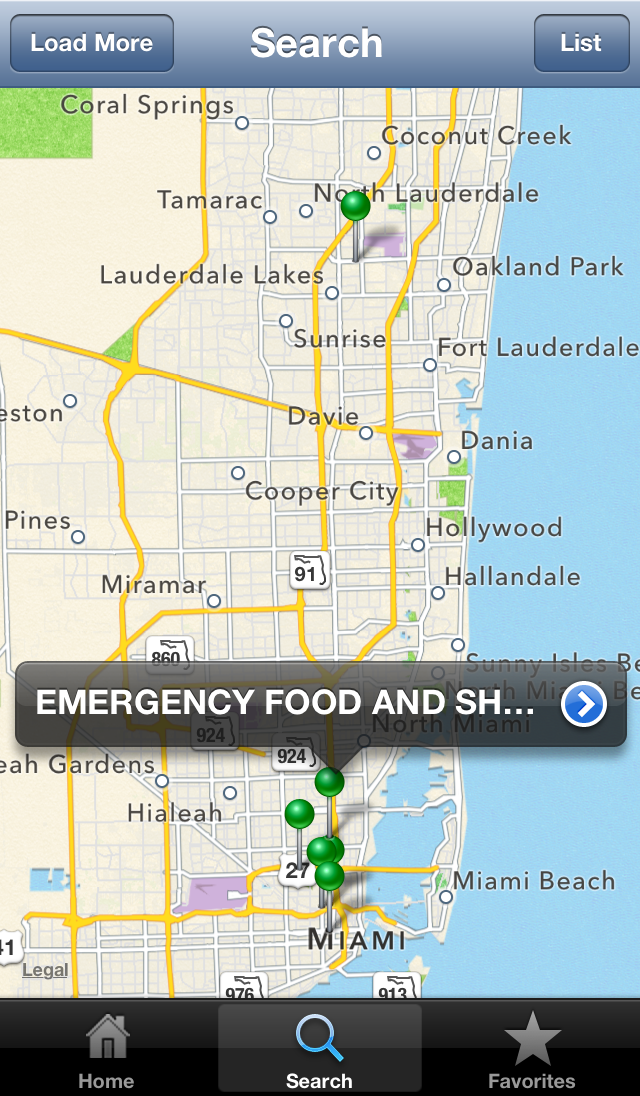 Load More
Search
List
Coral Springs
Coconut Creek
North Lauderdale
Tamarac
Oakland Park
Lauderdale Lakes
Sunrise
Fort Lauderdale
eston
Davie
Dania
Cooper City
Pines
Hollywood
91
Hallandale
Miramar
860
Sunny Isles Be
North Miami Be
EMERGENCY FOOD AND SH...
North Miami
924
924
eah Gardens
Hialeah
27
Miami Beach
MIAMI
41
Legal
976
913
Home
Search
Favorites